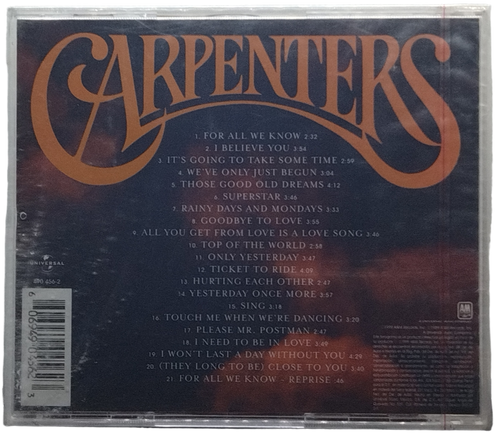 CARPENTERS
1. FOR ALL WE KNOW 2:32
2. I BELIEVE YOU 3:54
3. IT'S GOING TO TAKE SOME TIME 2:59
4. WE'VE ONLY JUST BEGUN 3:04
5. THOSE GOOD OLD DREAMS 4:12
6. SUPERSTAR 3:46
7. RAINY DAYS AND MONDAYS 3:33
8. GOODBYE TO LOVE 3:56
9. ALL YOU GET FROM LOVE IS A LOVE SONG 3:46
10. TOP OF THE WORLD 2:58
11. ONLY YESTERDAY 3:47
12. TICKET TO RIDE 4:09
13. HURTING EACH OTHER 2:47
14. YESTERDAY ONCE MORE 3:57
15. SING 3:18
16. TOUCH ME WHEN WE'RE DANCING 3:20
17. PLEASE MR. POSTMAN 2:47
18. I NEED TO BE IN LOVE 3:49
19. I WON'T LAST A DAY WITHOUT YOU 4:29
20. (THEY LONG TO BE) CLOSE TO YOU 3:40
21. FOR ALL WE KNOW - REPRISE :46
UNIVERSAL
A&M